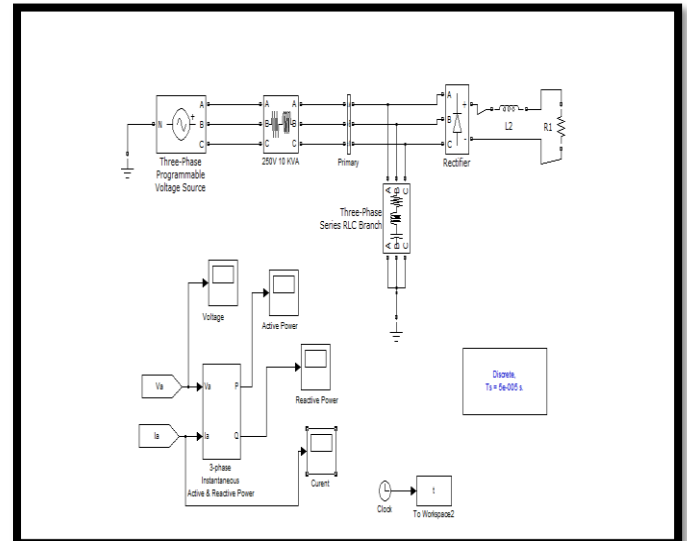 A
A
A
A
+
N
+
B
B
B
B
L2
R1
C
C
C
C
-
Three-Phase
Programmable
Voltage Source
250V 10 KVA
Primary
Rectifier
A B C
Three-Phase
Series RLC Branch
A B C
Voltage
Active Power
Discrete,
Ts = 5e-005 s.
Va
Va
P
Reactive Power
Ia
Ia
Q
3-phase
Instantaneous
Active & Reactive Power
Curent
t
Clock
To Workspace2